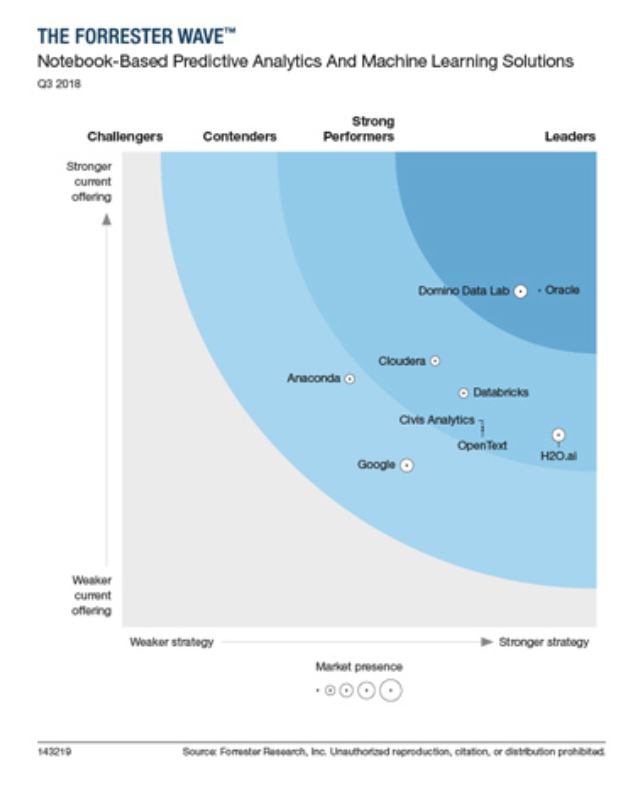 THE FORRESTER WAVE™
Notebook-Based Predictive Analytics And Machine Learning Solutions
Q3 2018
Challengers
Contenders
Strong
Performers
Leaders
Stronger
current
offering
Domino Data Lab
Oracle
Cloudera
Anaconda
Databricks
Civis Analytics
OpenText
H2O.ai
Google
Weaker
current
offering
Weaker strategy
Stronger strategy
Market presence
143219
Source: Forrester Research, Inc. Unauthorized reproduction, citation, or distribution prohibited.